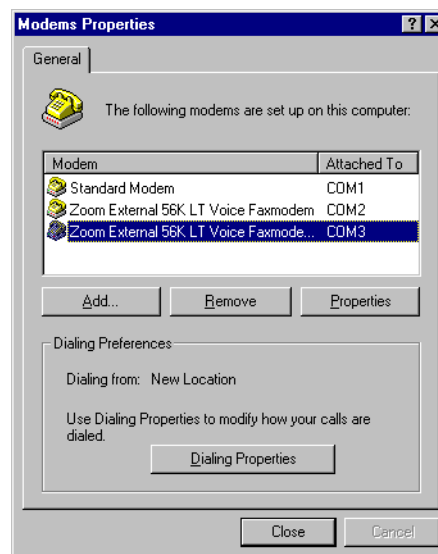 Modems Properties
General
The following modems are set up on this computer:
Modem Attached To
Standard Modem COM1
Zoom External 56K LT Voice Faxmodem COM2
Zoom External 56K LT Voice Faxmode... COM3
Add... Remove Properties
Dialing Preferences
Dialing from: New Location
Use Dialing Properties to modify how your calls are
dialed.
Dialing Properties
Close Cancel